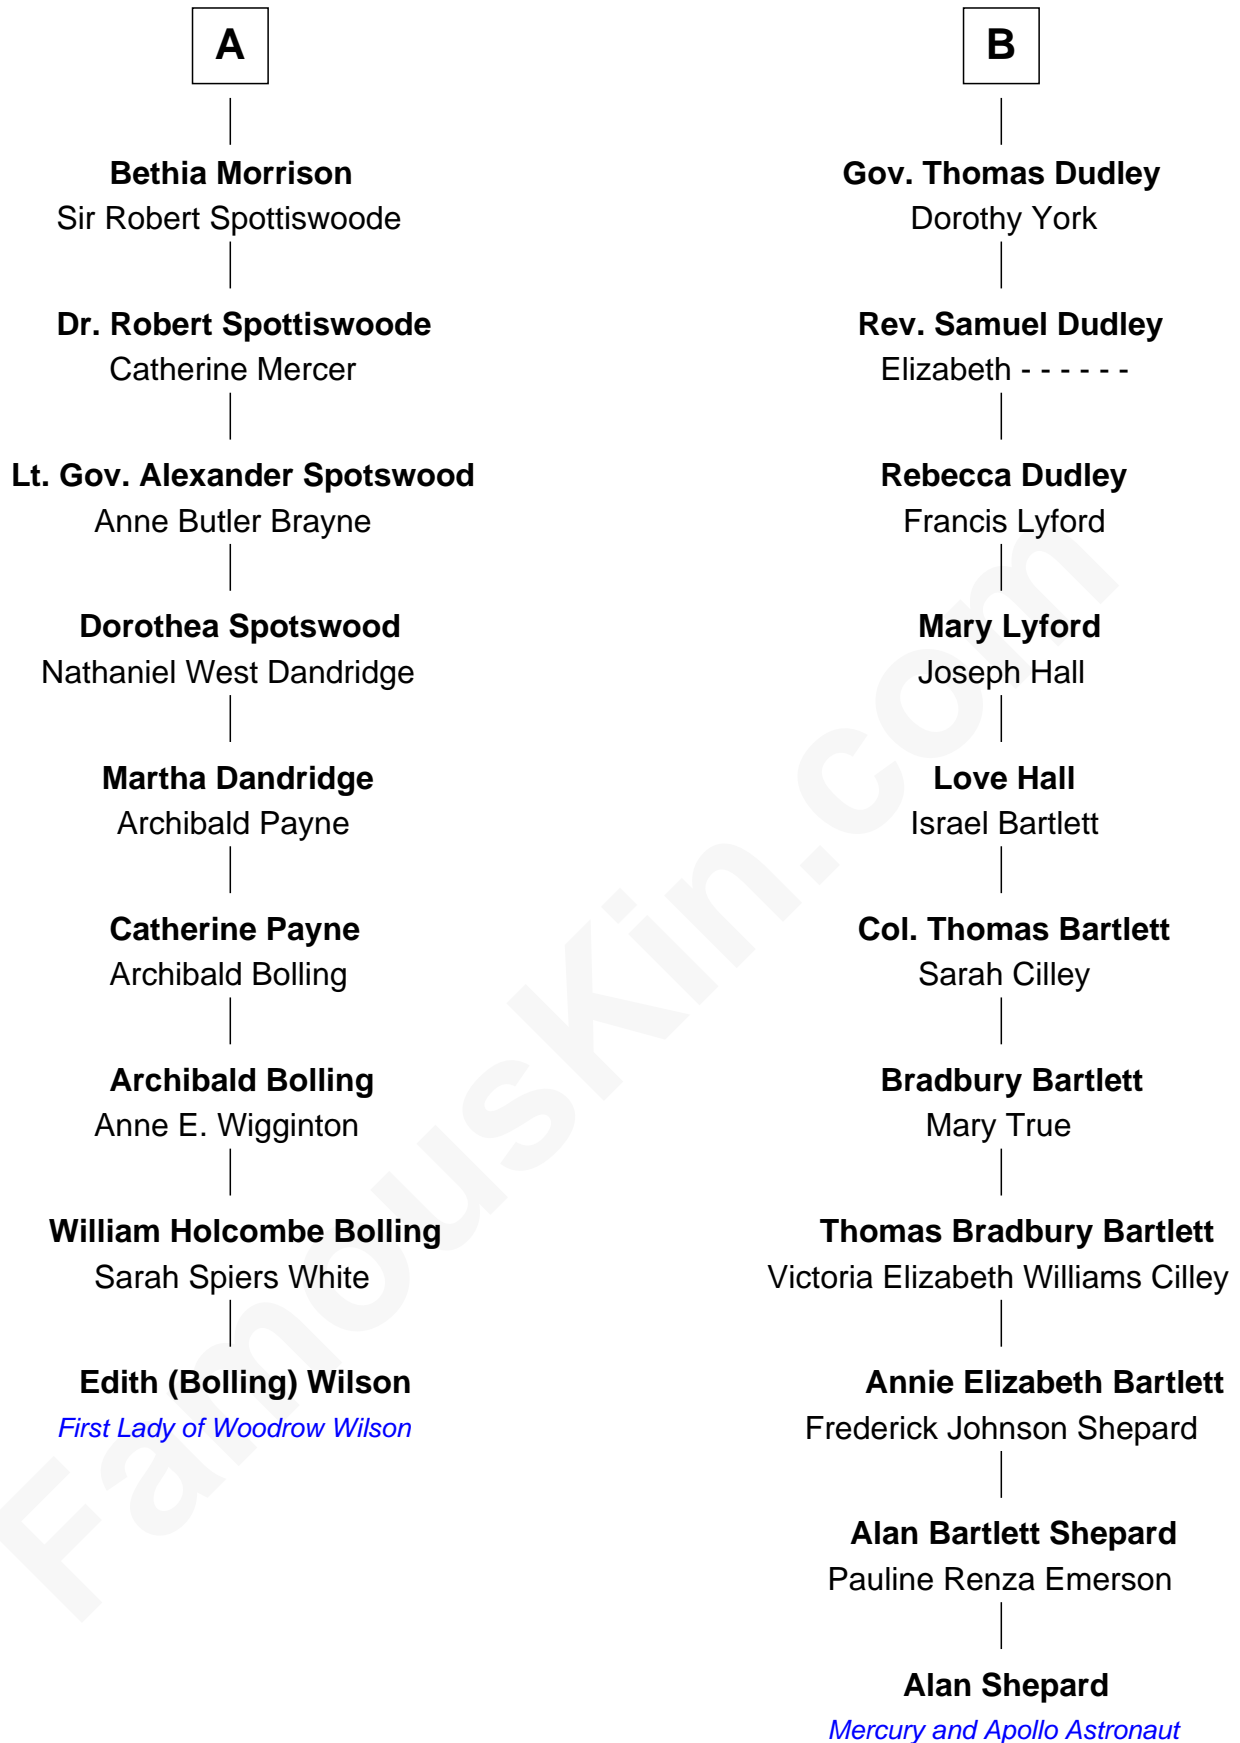 A
Bethia Morrison
Sir Robert Spottiswoode
Dr. Robert Spottiswoode
Catherine Mercer
Lt. Gov. Alexander Spotswood
Anne Butler Brayne
Dorothea Spotswood
Nathaniel West Dandridge
Martha Dandridge
Archibald Payne
Catherine Payne
Archibald Bolling
Archibald Bolling
Anne E. Wigginton
William Holcombe Bolling
Sarah Spiers White
Edith (Bolling) Wilson
First Lady of Woodrow Wilson
B
Gov. Thomas Dudley
Dorothy York
Rev. Samuel Dudley
Elizabeth - - - - - -
Rebecca Dudley
Francis Lyford
Mary Lyford
Joseph Hall
Love Hall
Israel Bartlett
Col. Thomas Bartlett
Sarah Cilley
Bradbury Bartlett
Mary True
Thomas Bradbury Bartlett
Victoria Elizabeth Williams Cilley
Annie Elizabeth Bartlett
Frederick Johnson Shepard
Alan Bartlett Shepard
Pauline Renza Emerson
Alan Shepard
Mercury and Apollo Astronaut
FamousKin.com